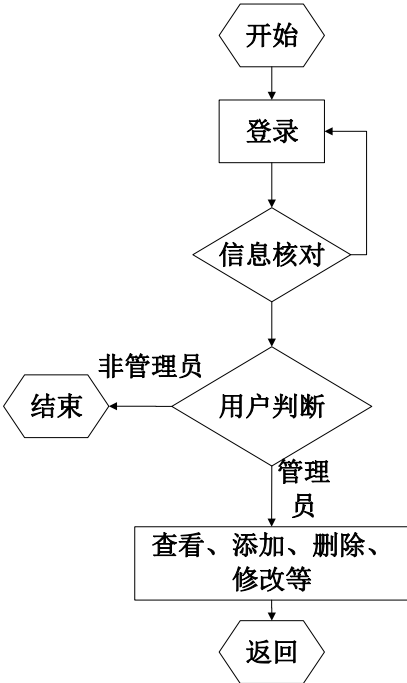 开始
登录
信息核对
非管理员
结束
用户判断
管理
员
查看、添加、删除、
修改等
返回